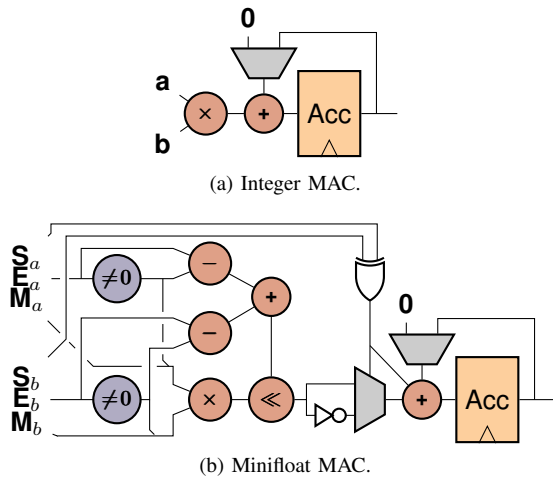 0
a
b
×
+
Acc
(a) Integer MAC.
S_a
E_a
M_a
≠0
−
+
−
0
S_b
E_b
M_b
≠0
×
≪
+
Acc
(b) Minifloat MAC.